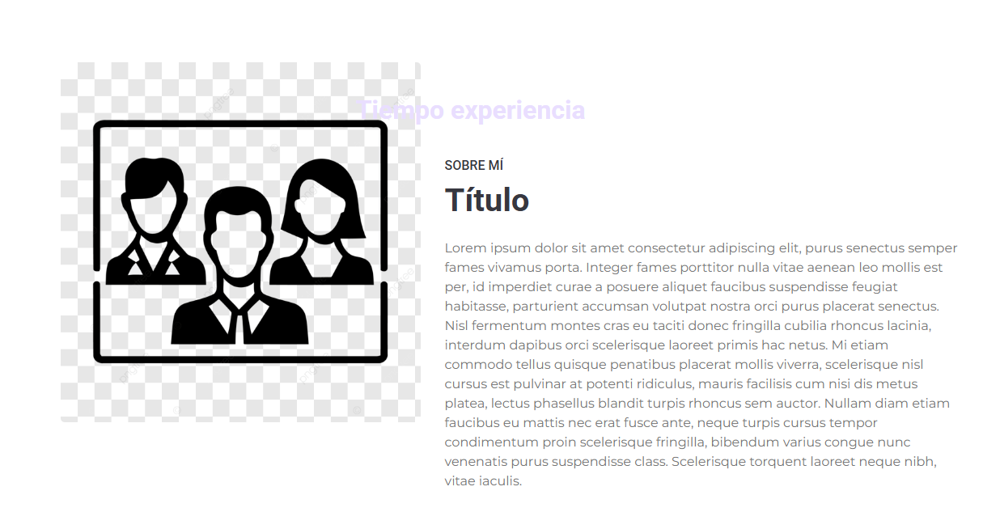 Tiempo experiencia
SOBRE MÍ
Título
Lorem ipsum dolor sit amet consectetur adipiscing elit, purus senectus semper
fames vivamus porta. Integer fames porttitor nulla vitae aenean leo mollis est
per, id imperdiet curae a posuere aliquet faucibus suspendisse feugiat
habitasse, parturient accumsan volutpat nostra orci purus placerat senectus.
Nisl fermentum montes cras eu taciti donec fringilla cubilia rhoncus lacinia,
interdum dapibus orci scelerisque laoreet primis hac netus. Mi etiam
commodo tellus quisque penatibus placerat mollis viverra, scelerisque nisl
cursus est pulvinar at potenti ridiculus, mauris facilisis cum nisi dis metus
platea, lectus phasellus blandit turpis rhoncus sem auctor. Nullam diam etiam
faucibus eu mattis nec erat fusce ante, neque turpis cursus tempor
condimentum proin scelerisque fringilla, bibendum varius congue nunc
venenatis purus suspendisse class. Scelerisque torquent laoreet neque nibh,
vitae iaculis.